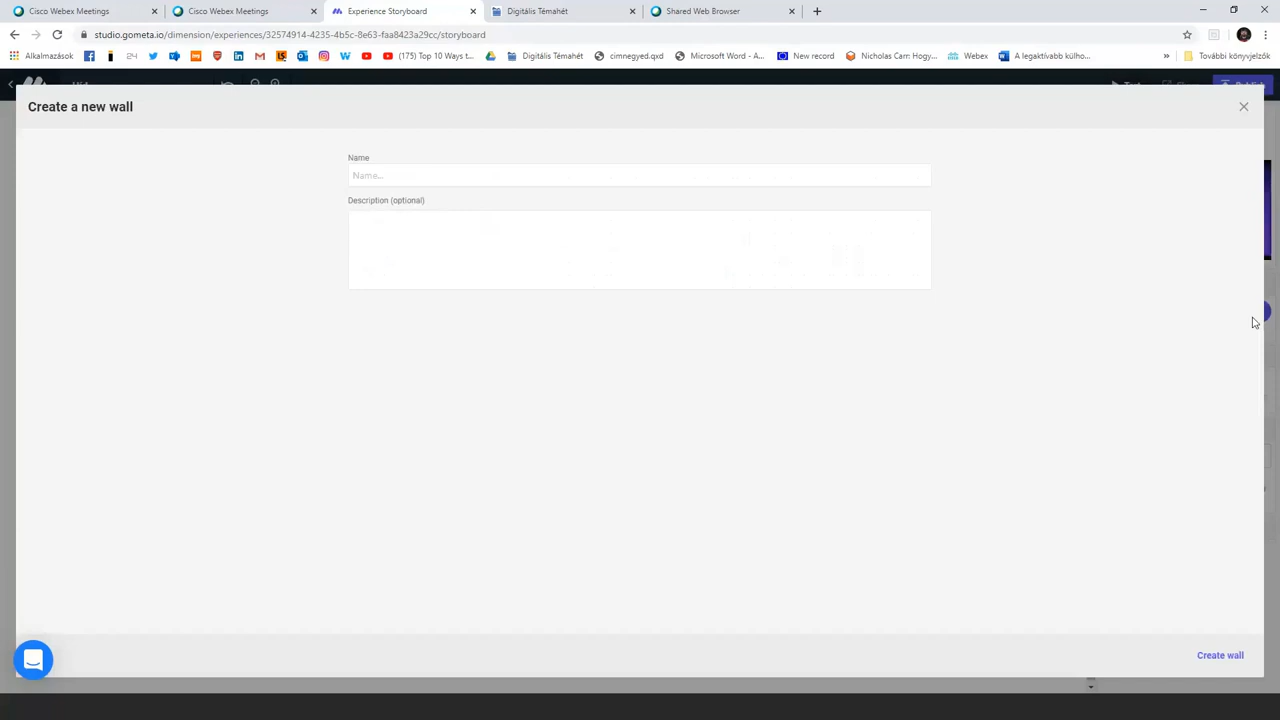 Cisco Webex Meetings
Cisco Webex Meetings
Experience Storyboard
Digitális Témahét
Shared Web Browser
studio.gometa.io/dimension/experiences/32574914-4235-4b5c-8e63-faa8423a29cc/storyboard
Alkalmazások
24
(175) Top 10 Ways t...
Digitális Témahét
cimnegyed.qxd
Microsoft Word - A...
New record
Nicholas Carr: Hogy...
Webex
A legaktívabb külho...
»
További könyvjelzők
Create a new wall
Name
Name...
Description (optional)
Create wall